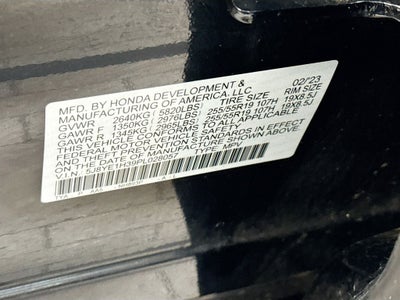 MFD. BY HONDA DEVELOPMENT & 02/23
MANUFACTURING OF AMERICA, LLC
GVWR 2640KG( 5820LBS) TIRE SIZE RIM SIZE
GAWR F 1350KG( 2976LBS) 255/55R19 107H 19X8.5J
GAWR R 1345KG( 2965LBS) 255/55R19 107H 19X8.5J
THIS VEHICLE CONFORMS TO ALL APPLICABLE
FEDERAL MOTOR VEHICLE SAFETY, BUMPER, AND
THEFT PREVENTION STANDARDS IN EFFECT ON
THE DATE OF MANUFACTURE SHOWN ABOVE.
V.I.N.: TYPE: MPV